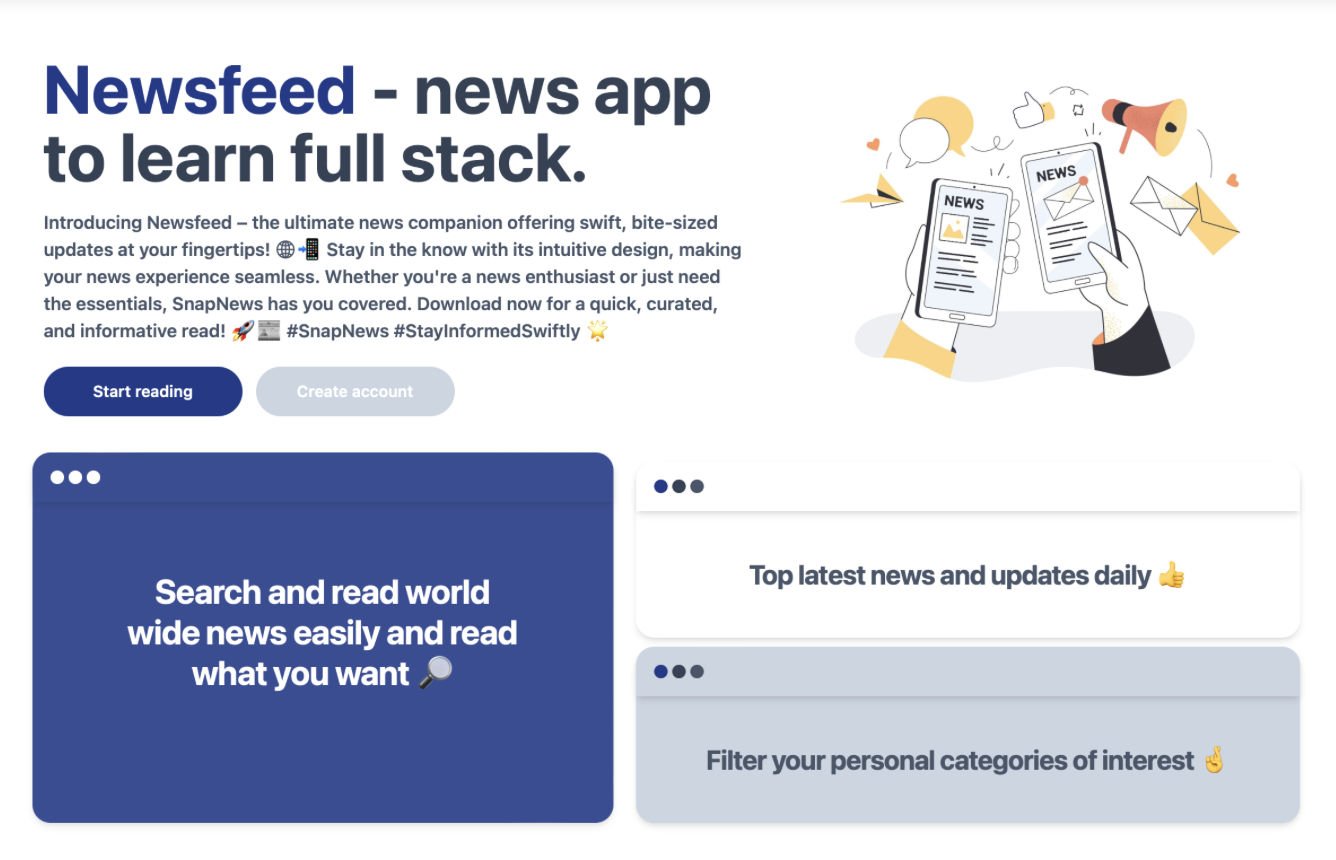 Newsfeed - news app
to learn full stack.
Introducing Newsfeed – the ultimate news companion offering swift, bite-sized
updates at your fingertips! 🌐📲 Stay in the know with its intuitive design, making
your news experience seamless. Whether you're a news enthusiast or just need
the essentials, SnapNews has you covered. Download now for a quick, curated,
and informative read! 🚀📰 #SnapNews #StayInformedSwiftly 🌟
Start reading
Create account
NEWS
NEWS
Search and read world
wide news easily and read
what you want 🔎
Top latest news and updates daily 👍
Filter your personal categories of interest 🤞